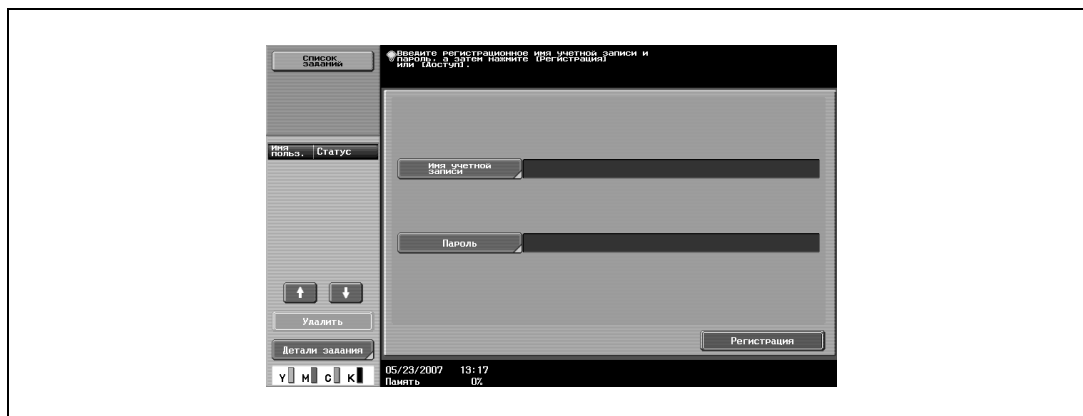 Список
заданий
Введите регистрационное имя учетной записи и
пароль, а затем нажмите [Регистрация]
или [Доступ].
Имя
польз. Статус
Имя учетной
записи
Пароль
Удалить
Детали задания
Регистрация
Y M C K
05/23/2007 13:17
Память 0%